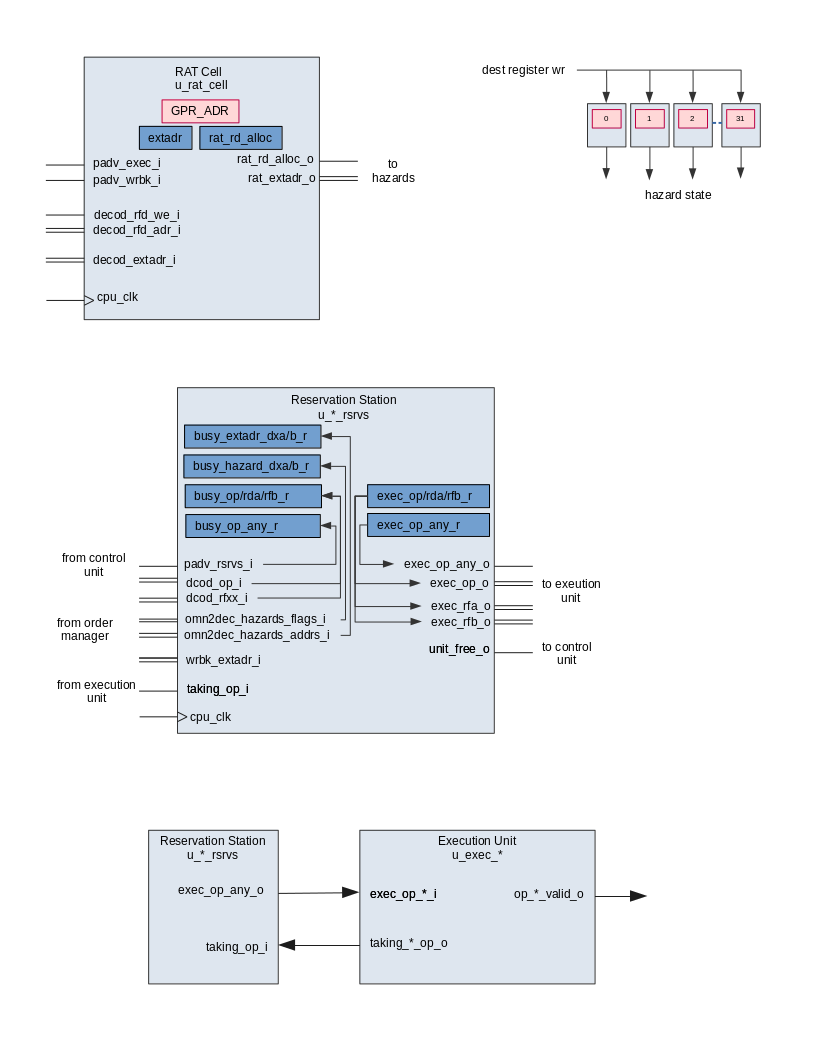 RAT Cell
u_rat_cell
GPR_ADR
extadr
rat_rd_alloc
padv_exec_i
padv_wrbk_i
decod_rfd_we_i
decod_rfd_adr_i
decod_extadr_i
cpu_clk
rat_rd_alloc_o
rat_extadr_o
to
hazards
dest register wr
0
1
2
31
hazard state
Reservation Station
u_*_rsrvs
busy_extadr_dxa/b_r
busy_hazard_dxa/b_r
busy_op/rda/rfb_r
busy_op_any_r
exec_op/rda/rfb_r
exec_op_any_r
from control
unit
padv_rsrvs_i
dcod_op_i
dcod_rfxx_i
from order
manager
omn2dec_hazards_flags_i
omn2dec_hazards_addrs_i
wrbk_extadr_i
from execution
unit
taking_op_i
cpu_clk
exec_op_any_o
exec_op_o
exec_rfa_o
exec_rfb_o
unit_free_o
to exeution
unit
to control
unit
Reservation Station
u_*_rsrvs
exec_op_any_o
taking_op_i
Execution Unit
u_exec_*
exec_op_*_i
taking_*_op_o
op_*_valid_o